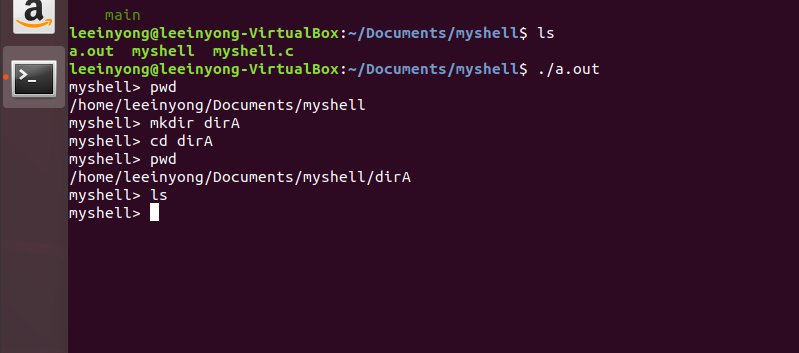 main
leeinyong@leeinyong-VirtualBox:~/Documents/myshell$ ls
a.out  myshell  myshell.c
leeinyong@leeinyong-VirtualBox:~/Documents/myshell$ ./a.out
myshell> pwd
/home/leeinyong/Documents/myshell
myshell> mkdir dirA
myshell> cd dirA
myshell> pwd
/home/leeinyong/Documents/myshell/dirA
myshell> ls
myshell>